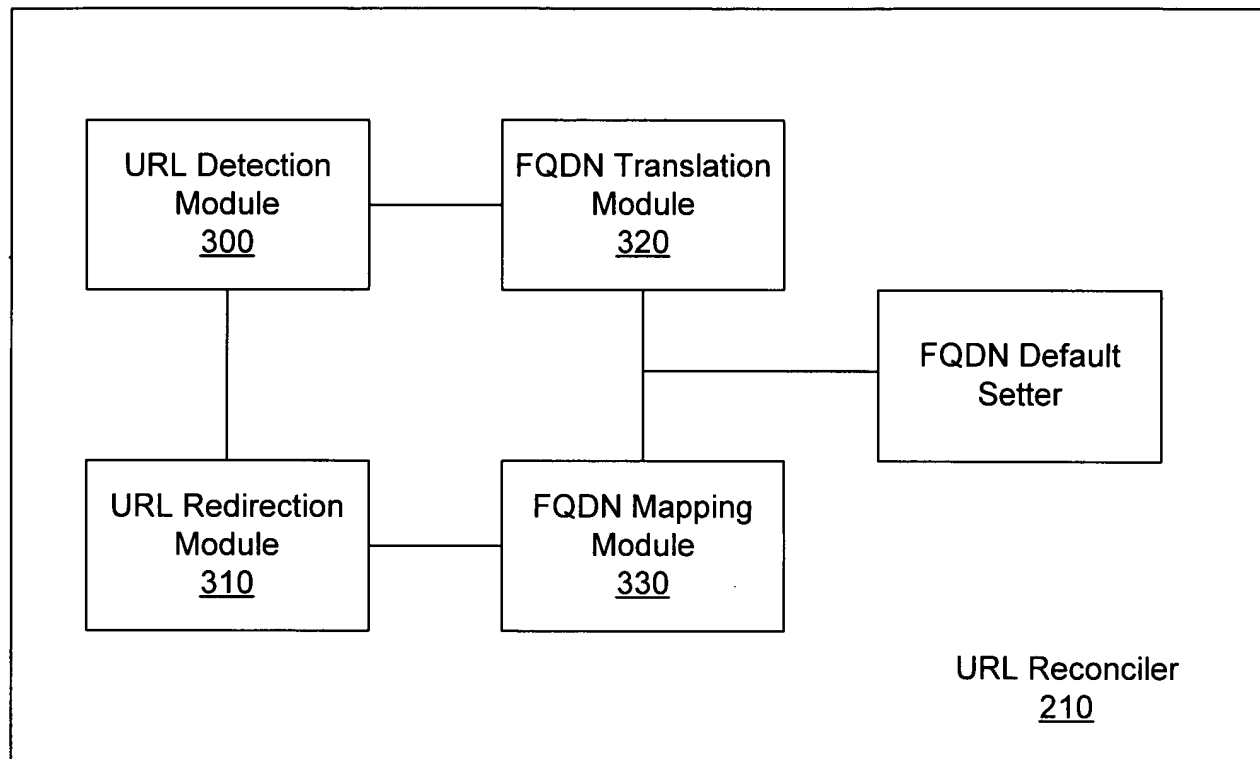 URL Detection
Module
300
FQDN Translation
Module
320
FQDN Default
Setter
URL Redirection
Module
310
FQDN Mapping
Module
330
URL Reconciler
210